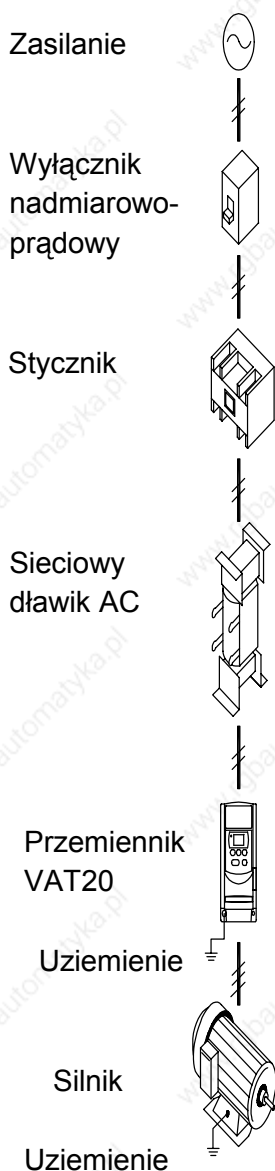 Zasilanie
Wyłącznik
nadmiarowo-
prądowy
Stycznik
Sieciowy
dławik AC
Przemiennik
VAT20
Uziemienie
Silnik
Uziemienie